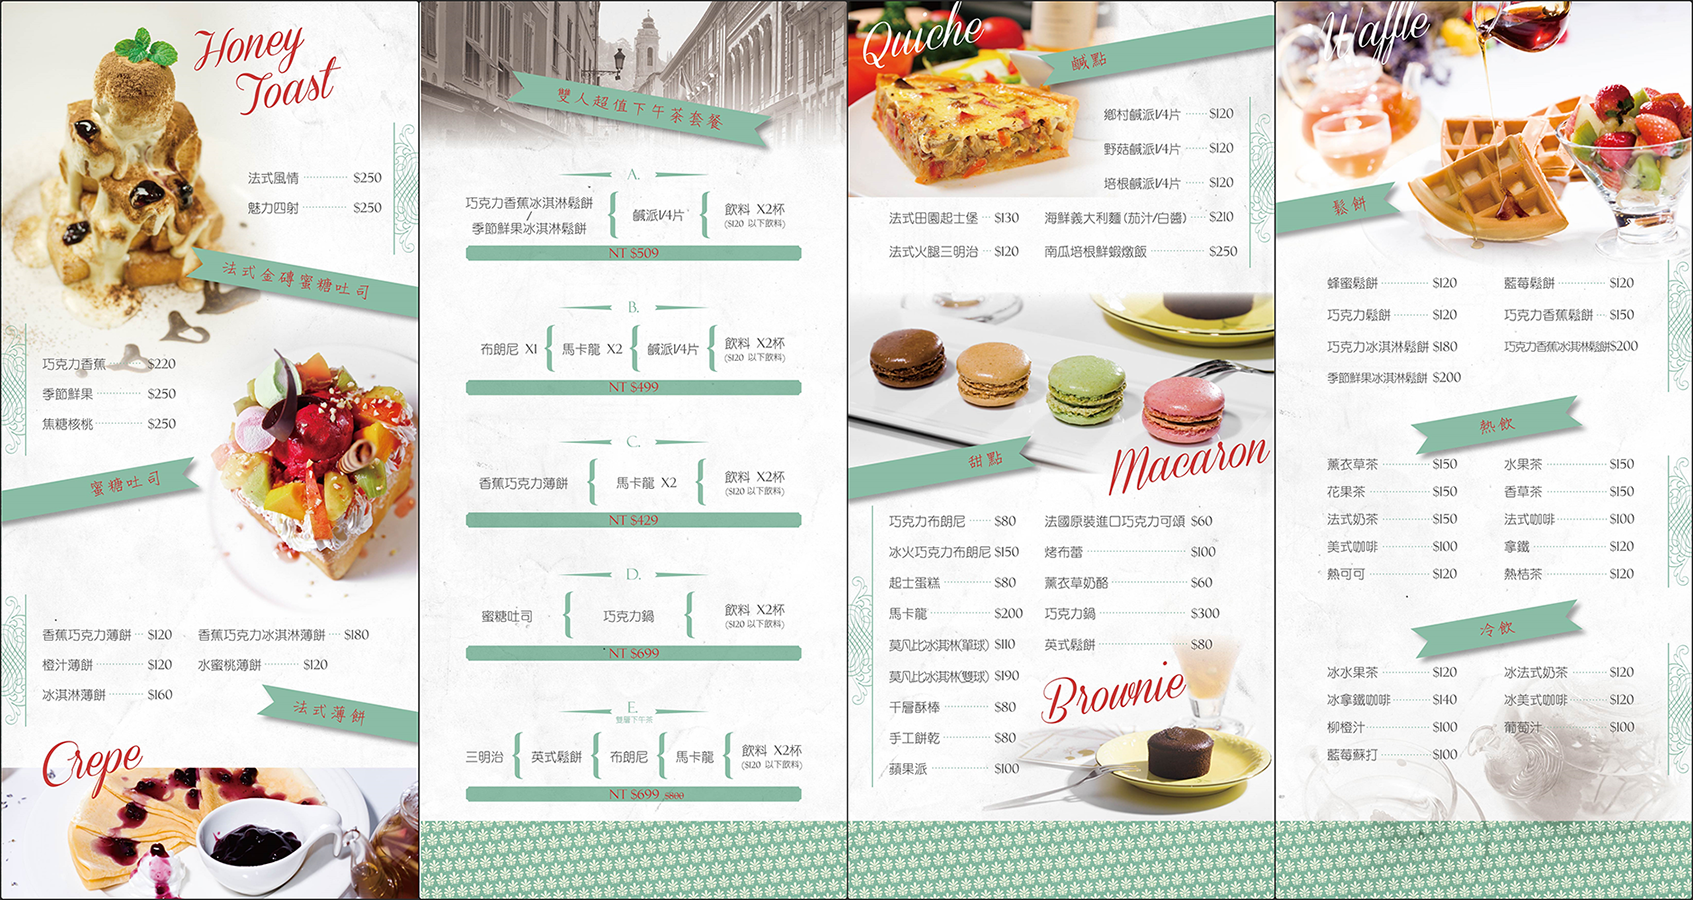 Honey
Toast
法式風情 $250
魅力四射 $250
法式金磚蜜糖吐司
巧克力香蕉 $220
季節鮮果 $250
焦糖核桃 $250
蜜糖吐司
香蕉巧克力薄餅 $120 香蕉巧克力冰淇淋薄餅 $180
橙汁薄餅 $120 水蜜桃薄餅 $120
冰淇淋薄餅 $160
法式薄餅
Crepe
雙人超值下午茶套餐
A.
巧克力香蕉冰淇淋鬆餅
/
季節鮮果冰淇淋鬆餅
鹹派1/4片
飲料 X2杯
($120 以下飲料)
NT $509
B.
布朗尼 X1 馬卡龍 X2 鹹派1/4片 飲料 X2杯
($120 以下飲料)
NT $499
C.
香蕉巧克力薄餅 馬卡龍 X2 飲料 X2杯
($120 以下飲料)
NT $429
D.
蜜糖吐司 巧克力鍋 飲料 X2杯
($120 以下飲料)
NT $699
E.
雙層下午茶
三明治 英式鬆餅 布朗尼 馬卡龍 飲料 X2杯
($120 以下飲料)
NT $699 $800
Quiche
鹹點
鄉村鹹派1/4片 $120
野菇鹹派1/4片 $120
培根鹹派1/4片 $120
法式田園起士堡 $130 海鮮義大利麵(茄汁/白醬) $210
法式火腿三明治 $120 南瓜培根鮮蝦燉飯 $250
甜點
Macaron
巧克力布朗尼 $80 法國原裝進口巧克力可頌 $60
冰火巧克力布朗尼 $150 烤布蕾 $100
起士蛋糕 $80 薰衣草奶酪 $60
馬卡龍 $200 巧克力鍋 $300
莫凡比冰淇淋(單球) $110 英式鬆餅 $80
莫凡比冰淇淋(雙球) $190
千層酥棒 $80
手工餅乾 $80
蘋果派 $100
Brownie
Waffle
鬆餅
蜂蜜鬆餅 $120 藍莓鬆餅 $120
巧克力鬆餅 $120 巧克力香蕉鬆餅 $150
巧克力冰淇淋鬆餅 $180 巧克力香蕉冰淇淋鬆餅 $200
季節鮮果冰淇淋鬆餅 $200
熱飲
薰衣草茶 $150 水果茶 $150
花果茶 $150 香草茶 $150
法式奶茶 $150 法式咖啡 $100
美式咖啡 $100 拿鐵 $120
熱可可 $120 熱桔茶 $120
冷飲
冰水果茶 $120 冰法式奶茶 $120
冰拿鐵咖啡 $140 冰美式咖啡 $120
柳橙汁 $100 葡萄汁 $100
藍莓蘇打 $100